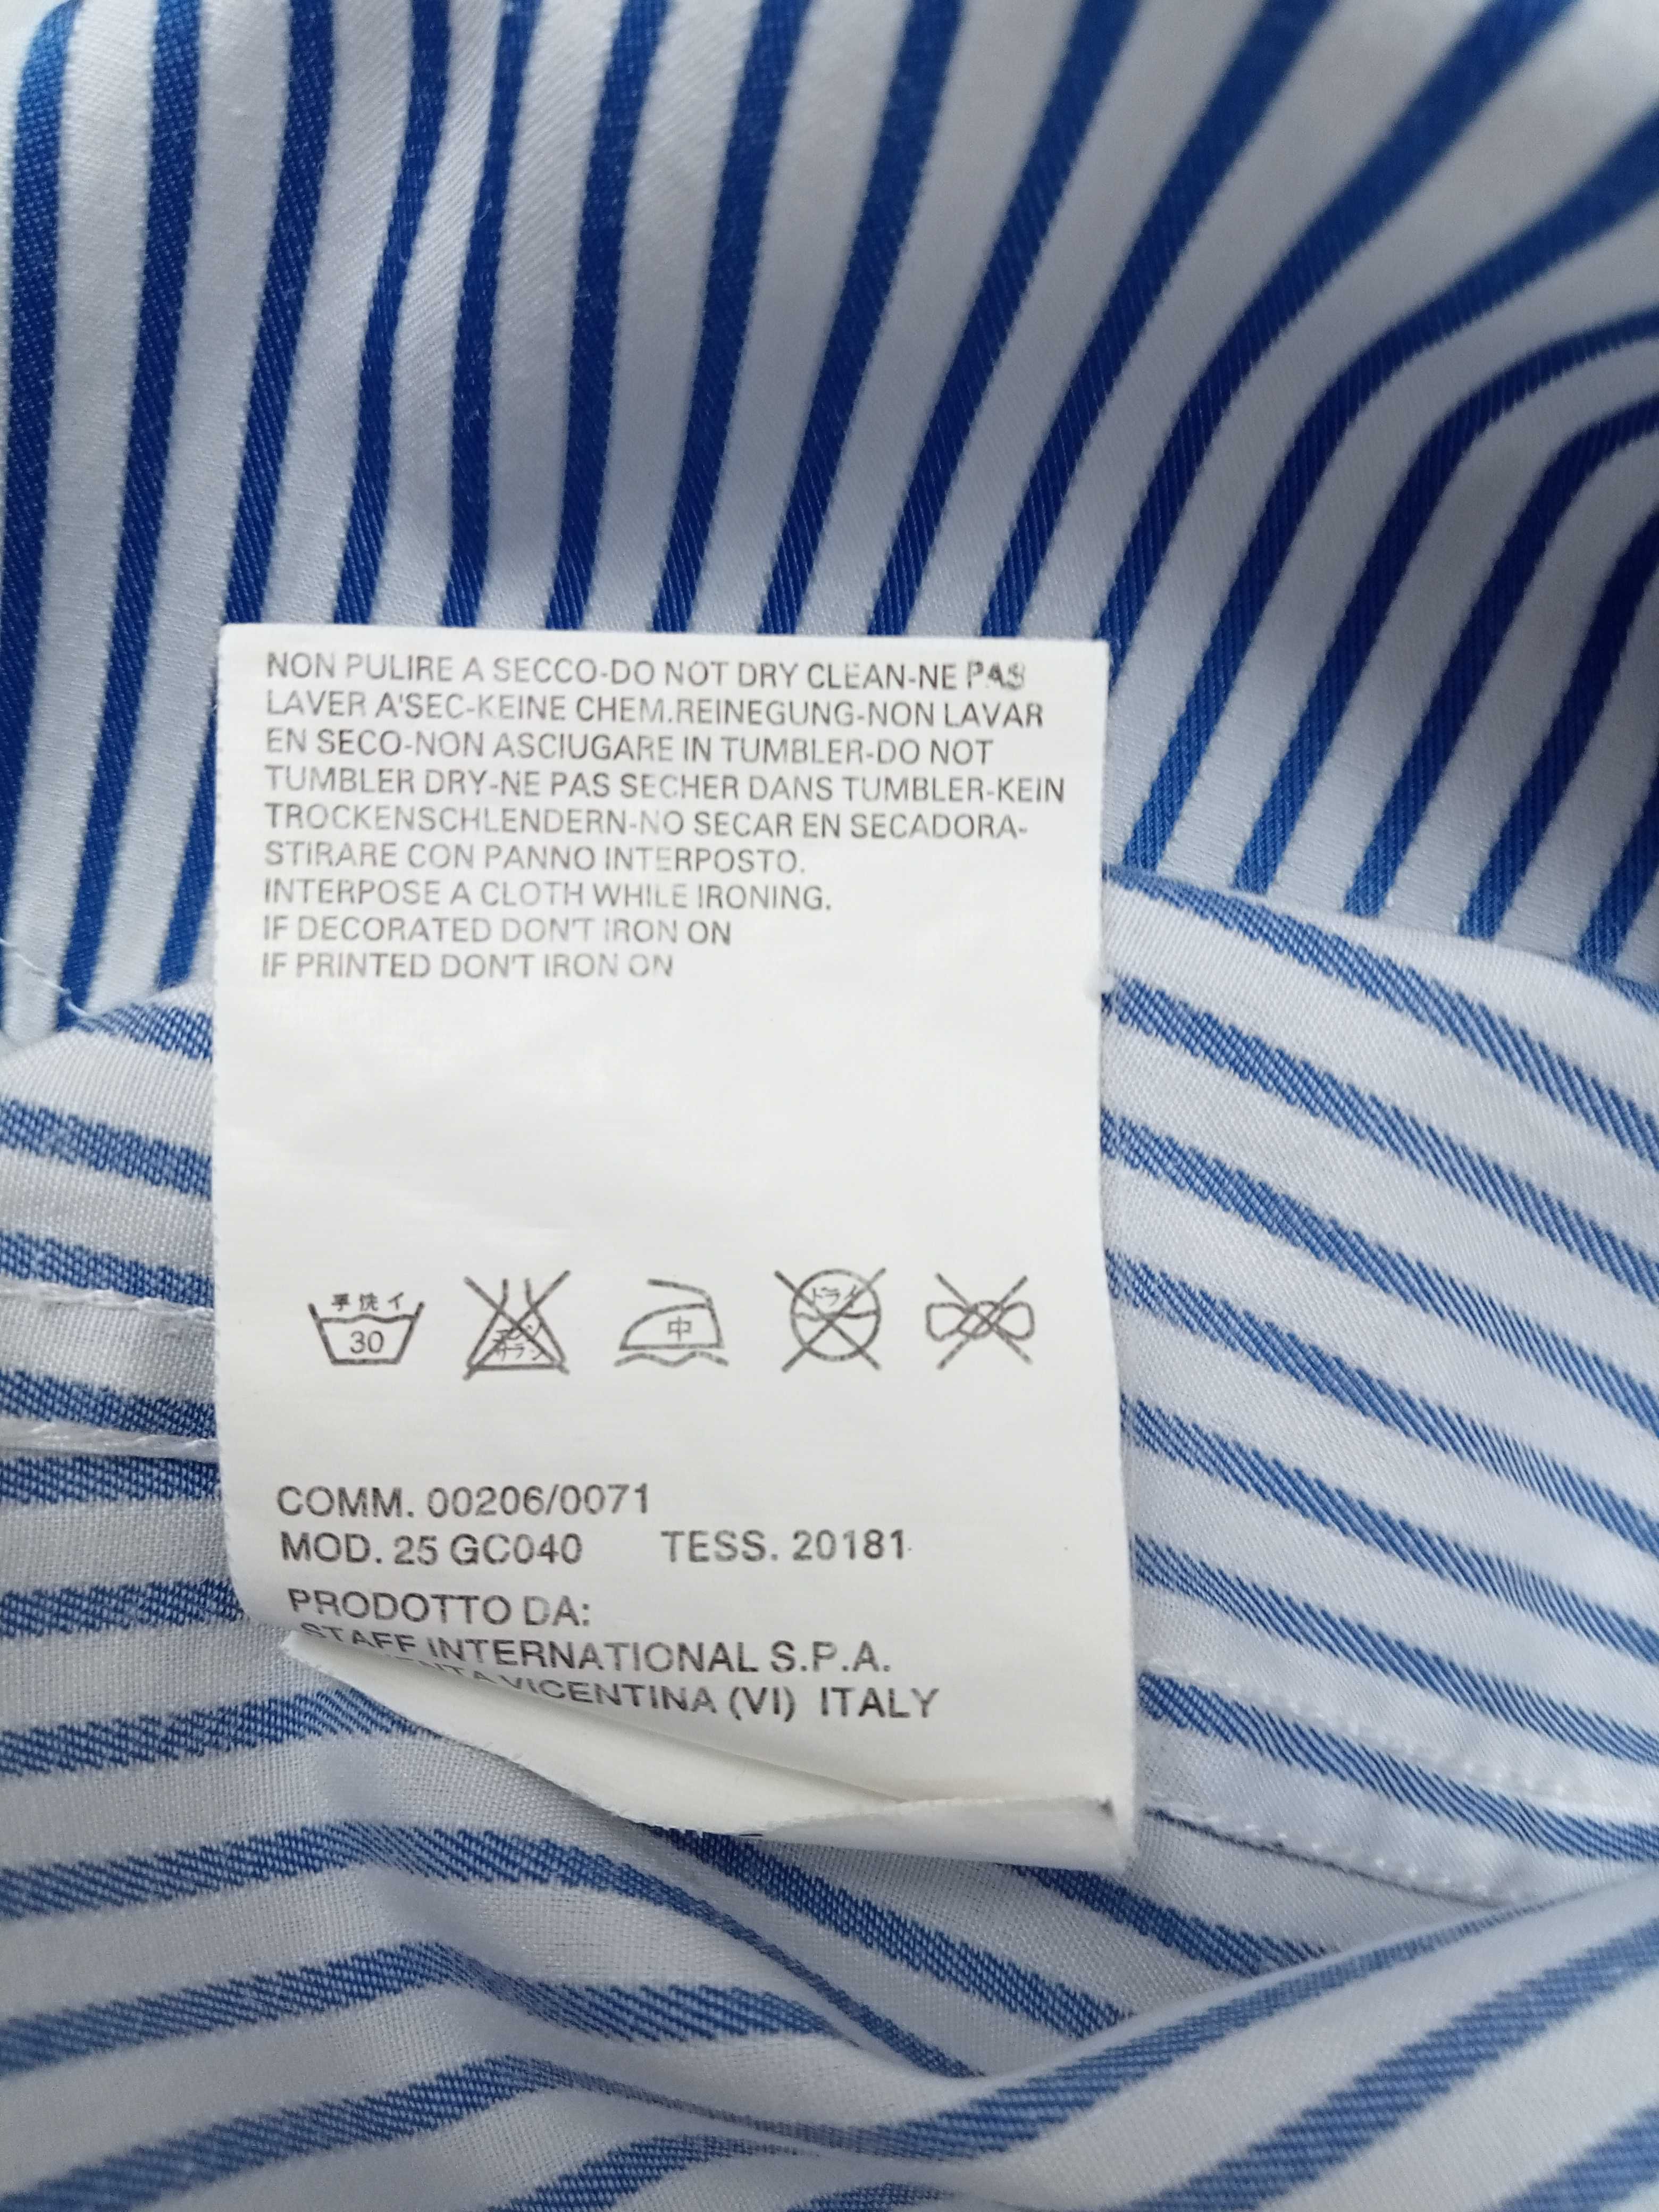 NON PULIRE A SECCO-DO NOT DRY CLEAN-NE PAS
LAVER A'SEC-KEINE CHEM.REINEGUNG-NON LAVAR
EN SECO-NON ASCIUGARE IN TUMBLER-DO NOT
TUMBLER DRY-NE PAS SECHER DANS TUMBLER-KEIN
TROCKENSCHLENDERN-NO SECAR EN SECADORA-
STIRARE CON PANNO INTERPOSTO.
INTERPOSE A CLOTH WHILE IRONING.
IF DECORATED DON'T IRON ON
IF PRINTED DON'T IRON ON
手洗イ
30
中
ドライ
COMM. 00206/0071
MOD. 25 GC040 TESS. 20181
PRODOTTO DA:
STAFF INTERNATIONAL S.P.A.
VICENTINA (VI) ITALY